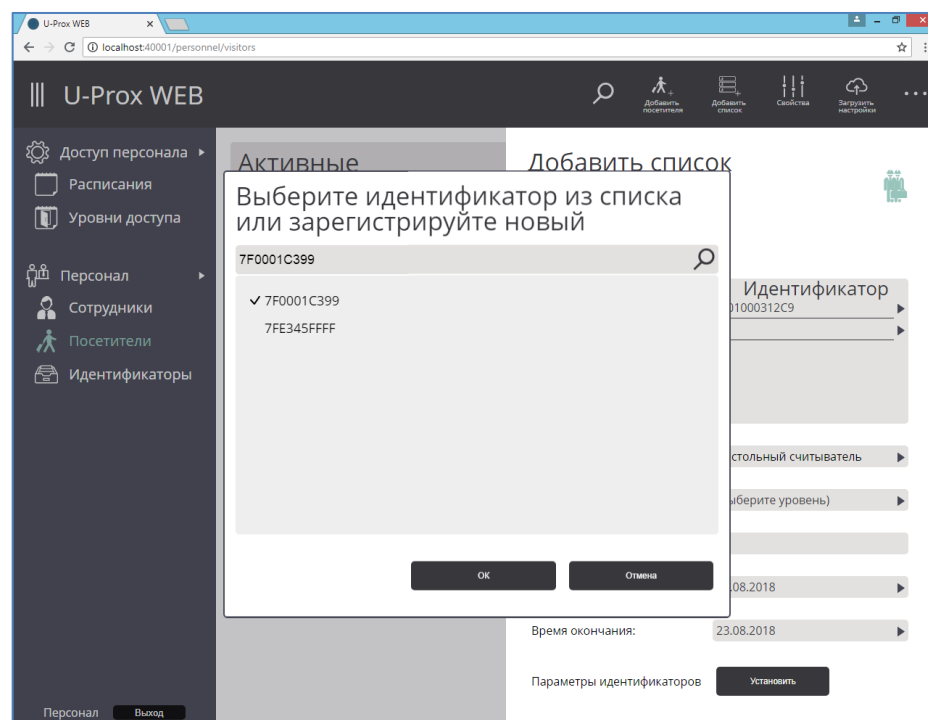 U-Prox WEB
localhost:40001/personnel/visitors
U-Prox WEB
Добавить посетителя
Добавить список
Свойства
Загрузить настройки
Доступ персонала
Расписания
Уровни доступа
Персонал
Сотрудники
Посетители
Идентификаторы
Персонал
Выход
Активные
Добавить список
Выберите идентификатор из списка
или зарегистрируйте новый
7F0001C399
7F0001C399
7FE345FFFF
ОК
Отмена
Идентификатор
01000312C9
стольный считыватель
ыберите уровень)
.08.2018
Время окончания:
23.08.2018
Параметры идентификаторов
Установить